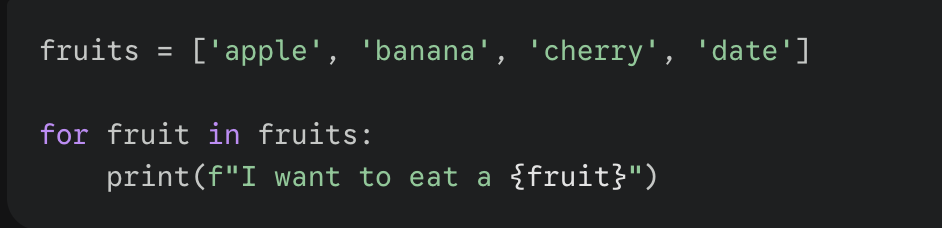 fruits = ['apple', 'banana', 'cherry', 'date']
for fruit in fruits:
    print(f"I want to eat a {fruit}")